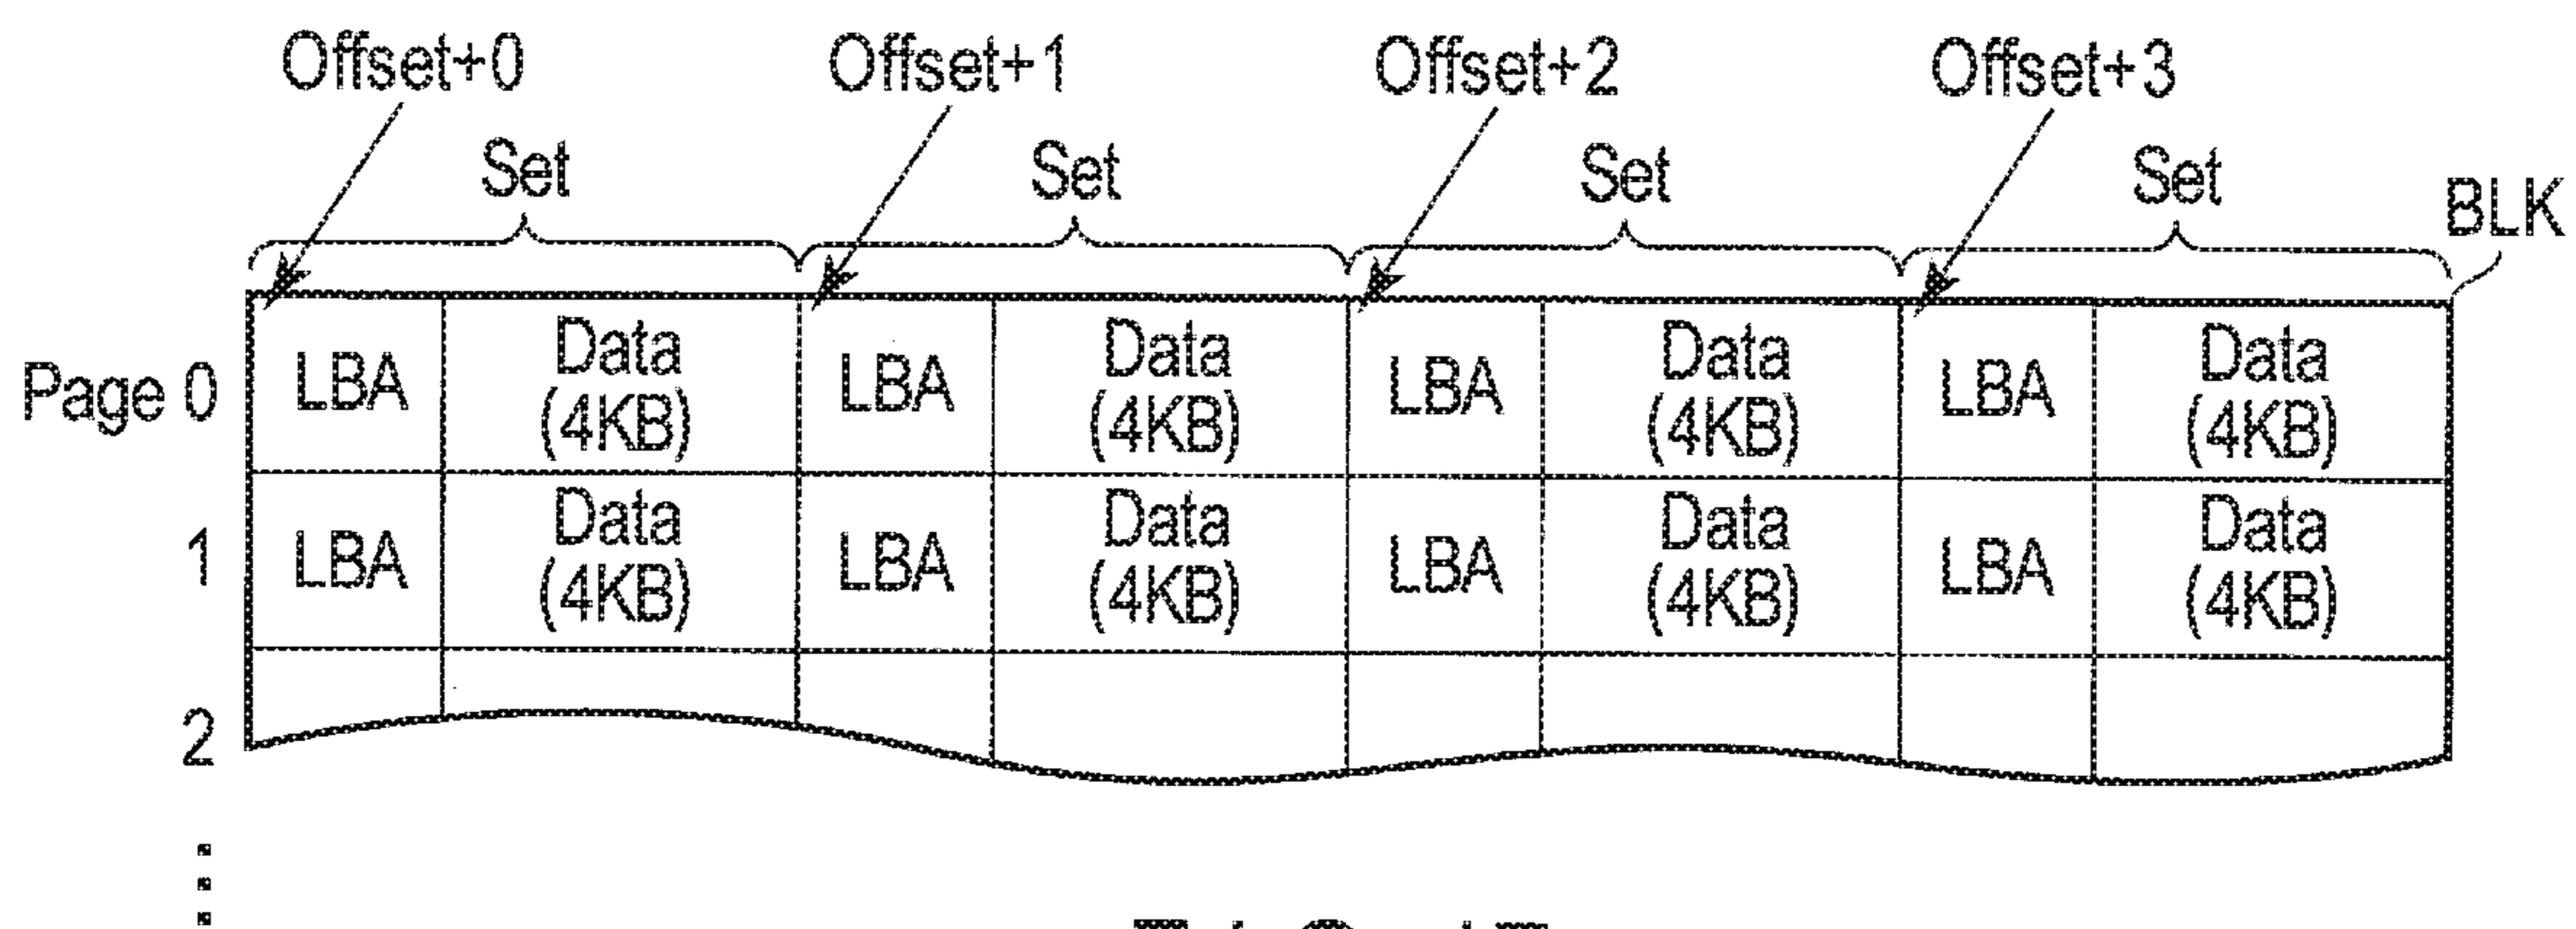 Offset+0 Offset+1 Offset+2 Offset+3
Set Set Set Set
BLK
Page 0 LBA Data (4KB) LBA Data (4KB) LBA Data (4KB) LBA Data (4KB)
1 LBA Data (4KB) LBA Data (4KB) LBA Data (4KB) LBA Data (4KB)
2